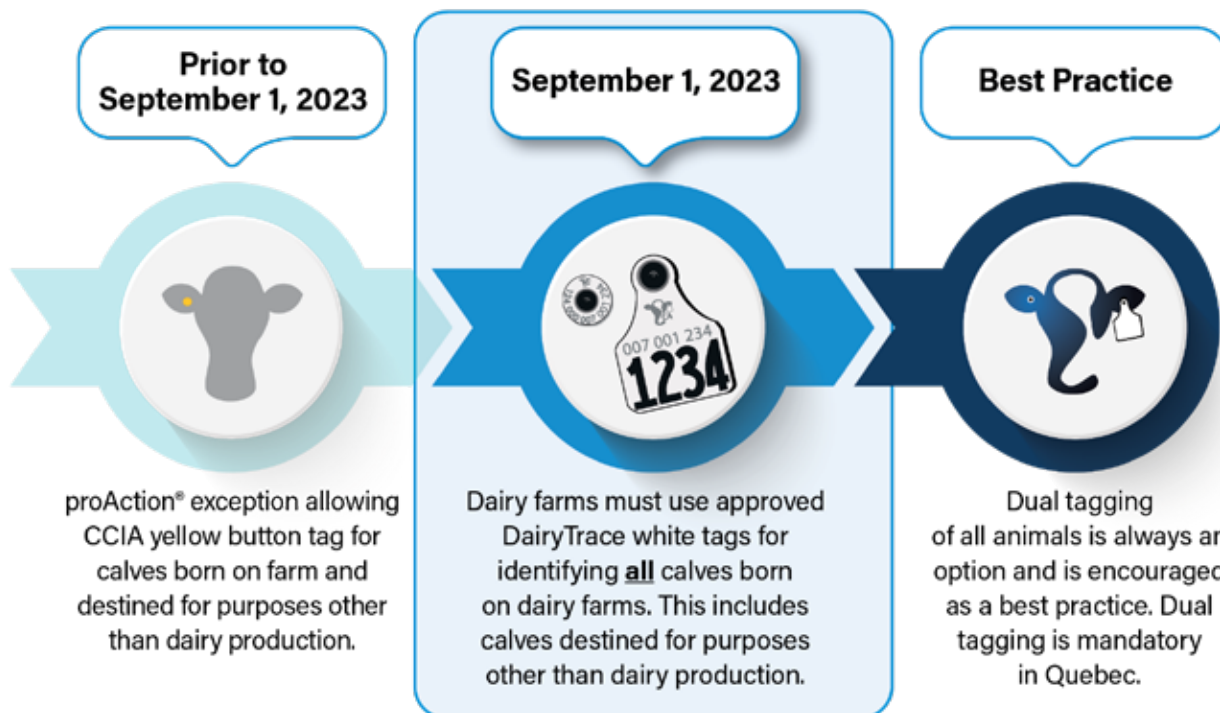 Prior to
September 1, 2023
proAction® exception allowing
CCIA yellow button tag for
calves born on farm and
destined for purposes other
than dairy production.
September 1, 2023
007 001 234
1234
Dairy farms must use approved
DairyTrace white tags for
identifying all calves born
on dairy farms. This includes
calves destined for purposes
other than dairy production.
Best Practice
Dual tagging
of all animals is always an
option and is encouraged
as a best practice. Dual
tagging is mandatory
in Quebec.